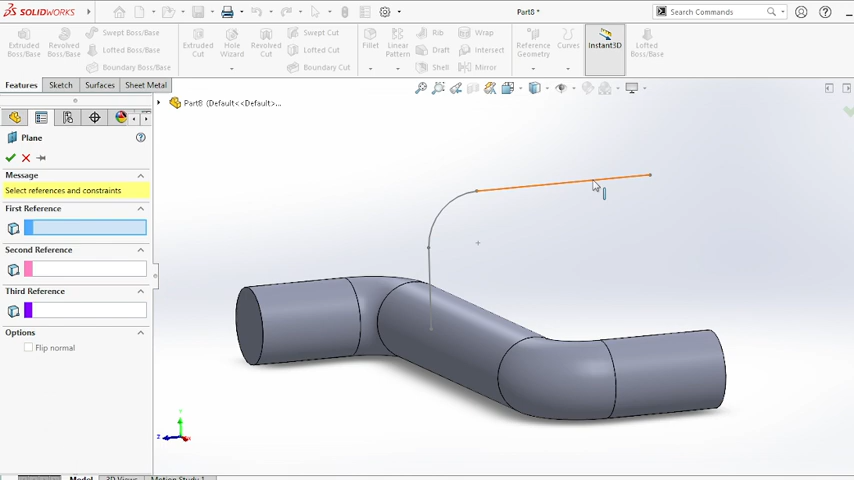 SOLIDWORKS
Part8 *
Search Commands
Extruded Boss/Base
Revolved Boss/Base
Swept Boss/Base
Lofted Boss/Base
Boundary Boss/Base
Extruded Cut
Hole Wizard
Revolved Cut
Swept Cut
Lofted Cut
Boundary Cut
Fillet
Linear Pattern
Rib
Draft
Shell
Wrap
Intersect
Mirror
Reference Geometry
Curves
Instant3D
Lofted Boss/Base
Features
Sketch
Surfaces
Sheet Metal
Part8 (Default<<Default>...
Plane
Message
Select references and constraints
First Reference
Second Reference
Third Reference
Options
Flip normal
Model
3D Views
Motion Study 1